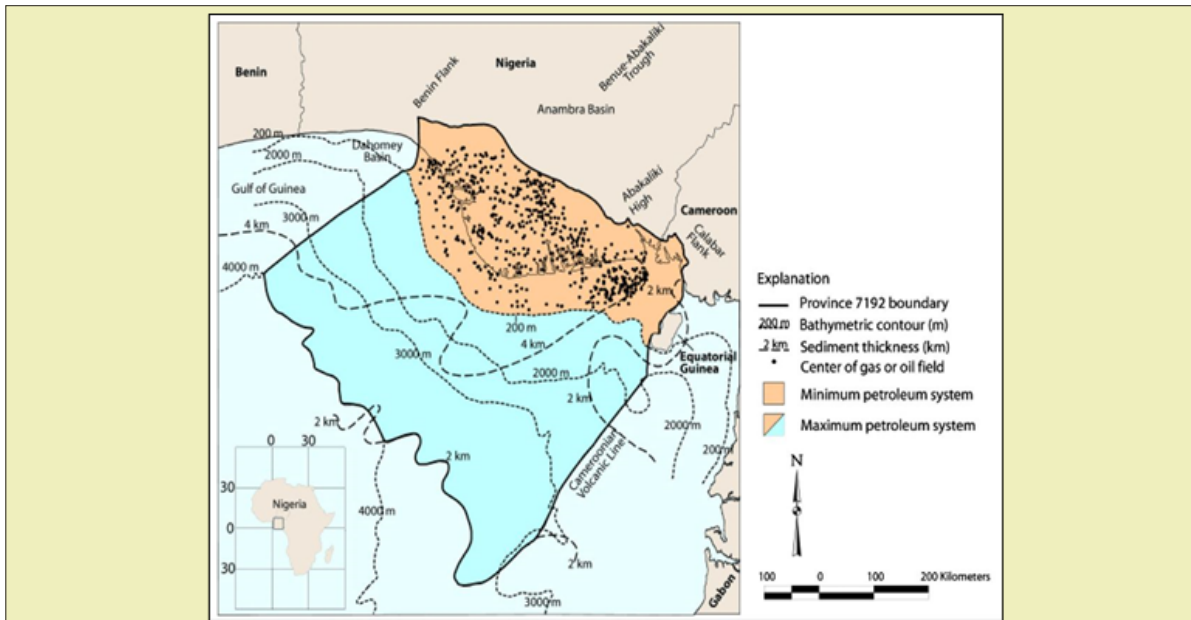 Benin
Nigeria
Benin Flank
Benue-Abakaliki
Trough
Anambra Basin
200 m
2000 m
Dahomey
Basin
Gulf of Guinea
3000 m
4 km
4000 m
Abakaliki
High
Cameroon
Calabar
Flank
2 km
200 m
4 km
3000 m
2000 m
Equatorial
Guinea
2 km
2000 m
200 m
2 km
2 km
Cameroonian
Volcanic Line
4000 m
2 km
3000 m
Gabon
0 30
30
Nigeria
0
30
Explanation
Province 7192 boundary
200 m Bathymetric contour (m)
2 km Sediment thickness (km)
Center of gas or oil field
Minimum petroleum system
Maximum petroleum system
N
100 0 100 200 Kilometers